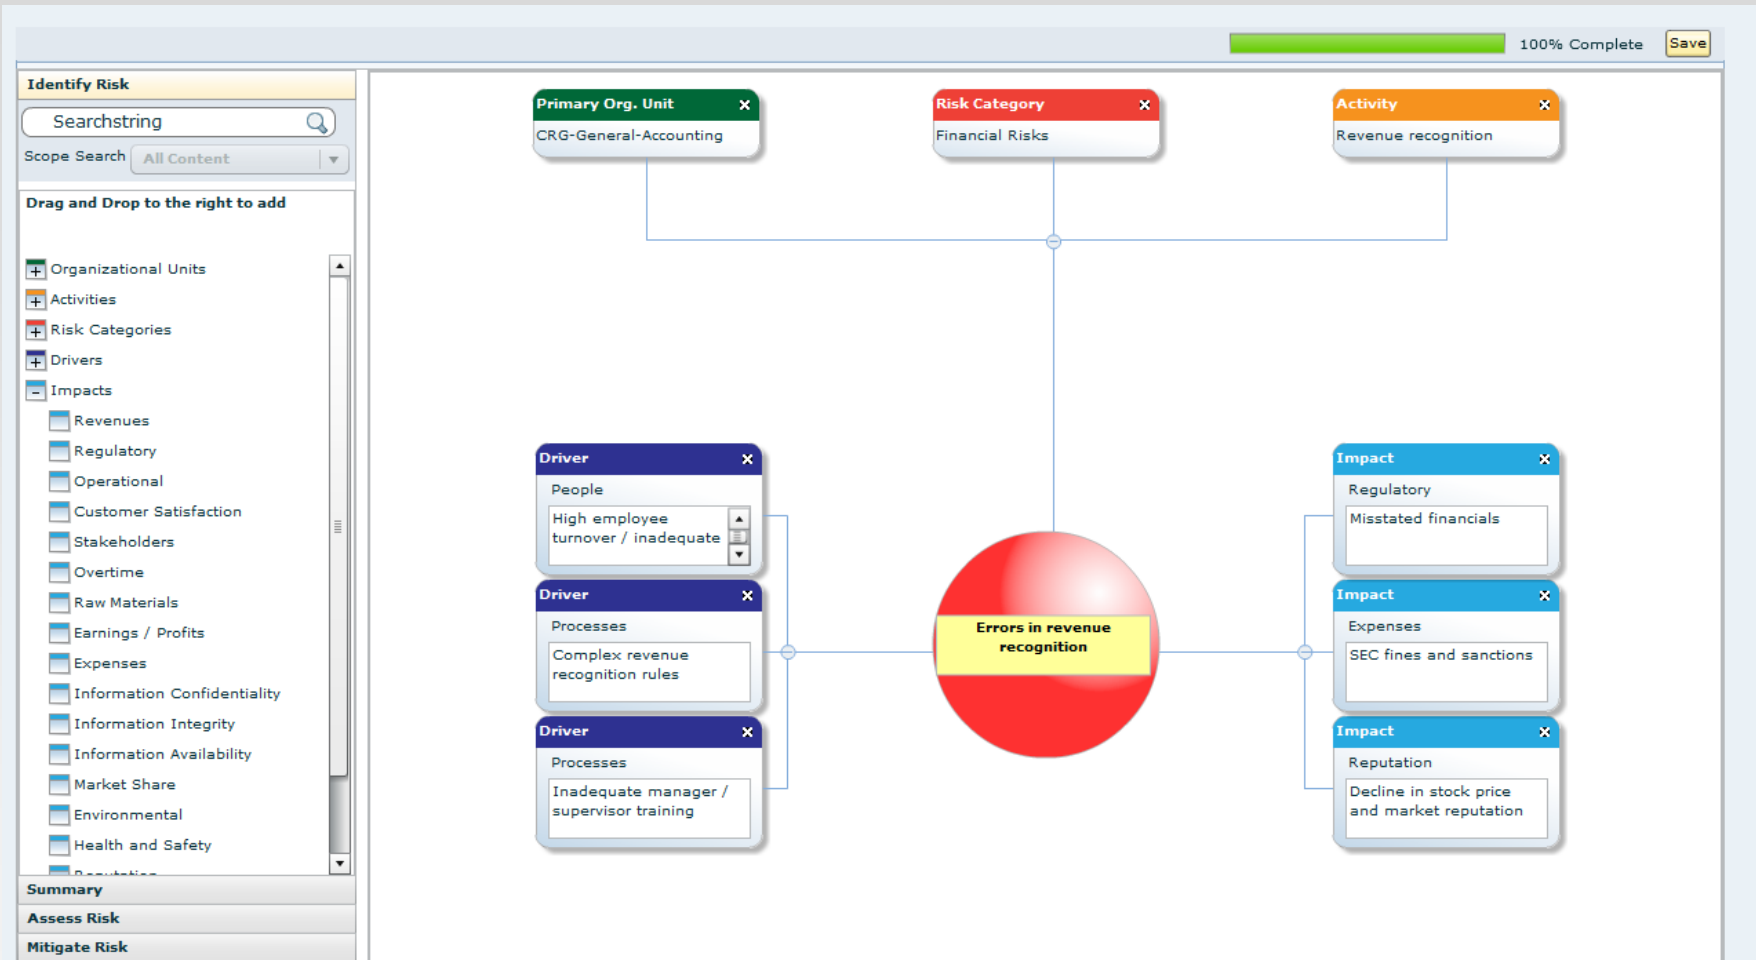 100% Complete
Save
Identify Risk
Searchstring
Scope Search
All Content
Drag and Drop to the right to add
Organizational Units
Activities
Risk Categories
Drivers
Impacts
Revenues
Regulatory
Operational
Customer Satisfaction
Stakeholders
Overtime
Raw Materials
Earnings / Profits
Expenses
Information Confidentiality
Information Integrity
Information Availability
Market Share
Environmental
Health and Safety
Reputation
Summary
Assess Risk
Mitigate Risk
Primary Org. Unit
CRG-General-Accounting
Risk Category
Financial Risks
Activity
Revenue recognition
Driver
People
High employee
turnover / inadequate
Driver
Processes
Complex revenue
recognition rules
Driver
Processes
Inadequate manager /
supervisor training
Errors in revenue
recognition
Impact
Regulatory
Misstated financials
Impact
Expenses
SEC fines and sanctions
Impact
Reputation
Decline in stock price
and market reputation